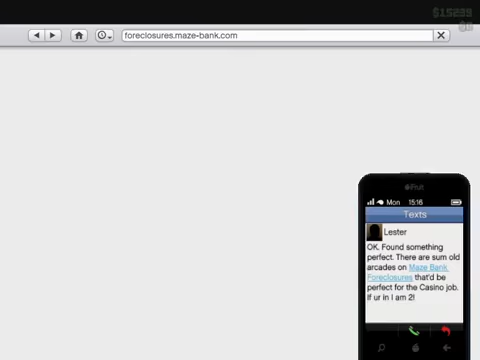 $15239
foreclosures.maze-bank.com
iFruit
Mon 15:16
Texts
Lester
OK. Found something
perfect. There are sum old
arcades on Maze Bank
Foreclosures that'd be
perfect for the Casino job.
If ur in I am 2!